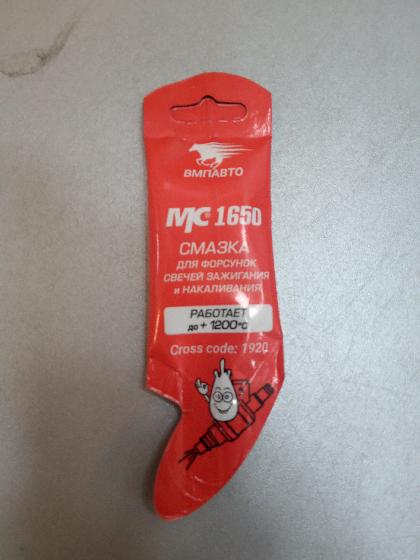 ВМПАВТО
МС 1650
СМАЗКА
ДЛЯ ФОРСУНОК
СВЕЧЕЙ ЗАЖИГАНИЯ
и НАКАЛИВАНИЯ
РАБОТАЕТ
до +1200°С
Cross code: 1920